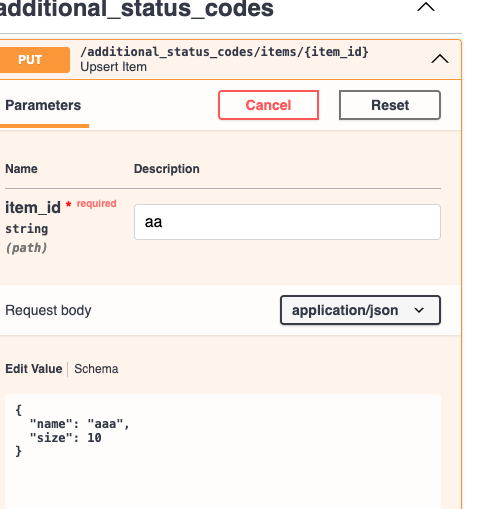 additional_status_codes
PUT
/additional_status_codes/items/{item_id}
Upsert Item
Parameters
Cancel
Reset
Name
Description
item_id * required
aa
string
(path)
Request body
application/json
Edit Value
Schema
{
"name": "aaa",
"size": 10
}